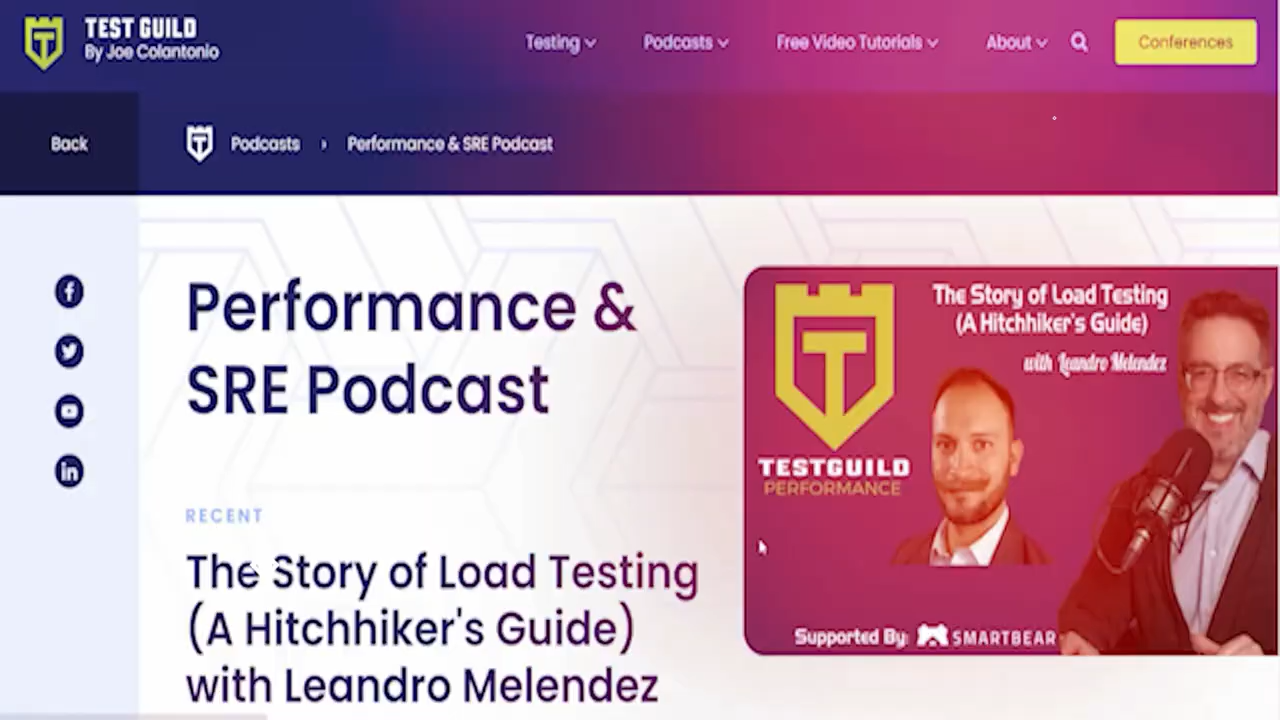 TEST GUILD
By Joe Colantonio
Testing
Podcasts
Free Video Tutorials
About
Conferences
Back
Podcasts
Performance & SRE Podcast
Performance &
SRE Podcast
RECENT
The Story of Load Testing
(A Hitchhiker's Guide)
with Leandro Melendez
The Story of Load Testing
(A Hitchhiker's Guide)
with Leandro Melendez
TESTGUILD
PERFORMANCE
Supported By: SMARTBEAR